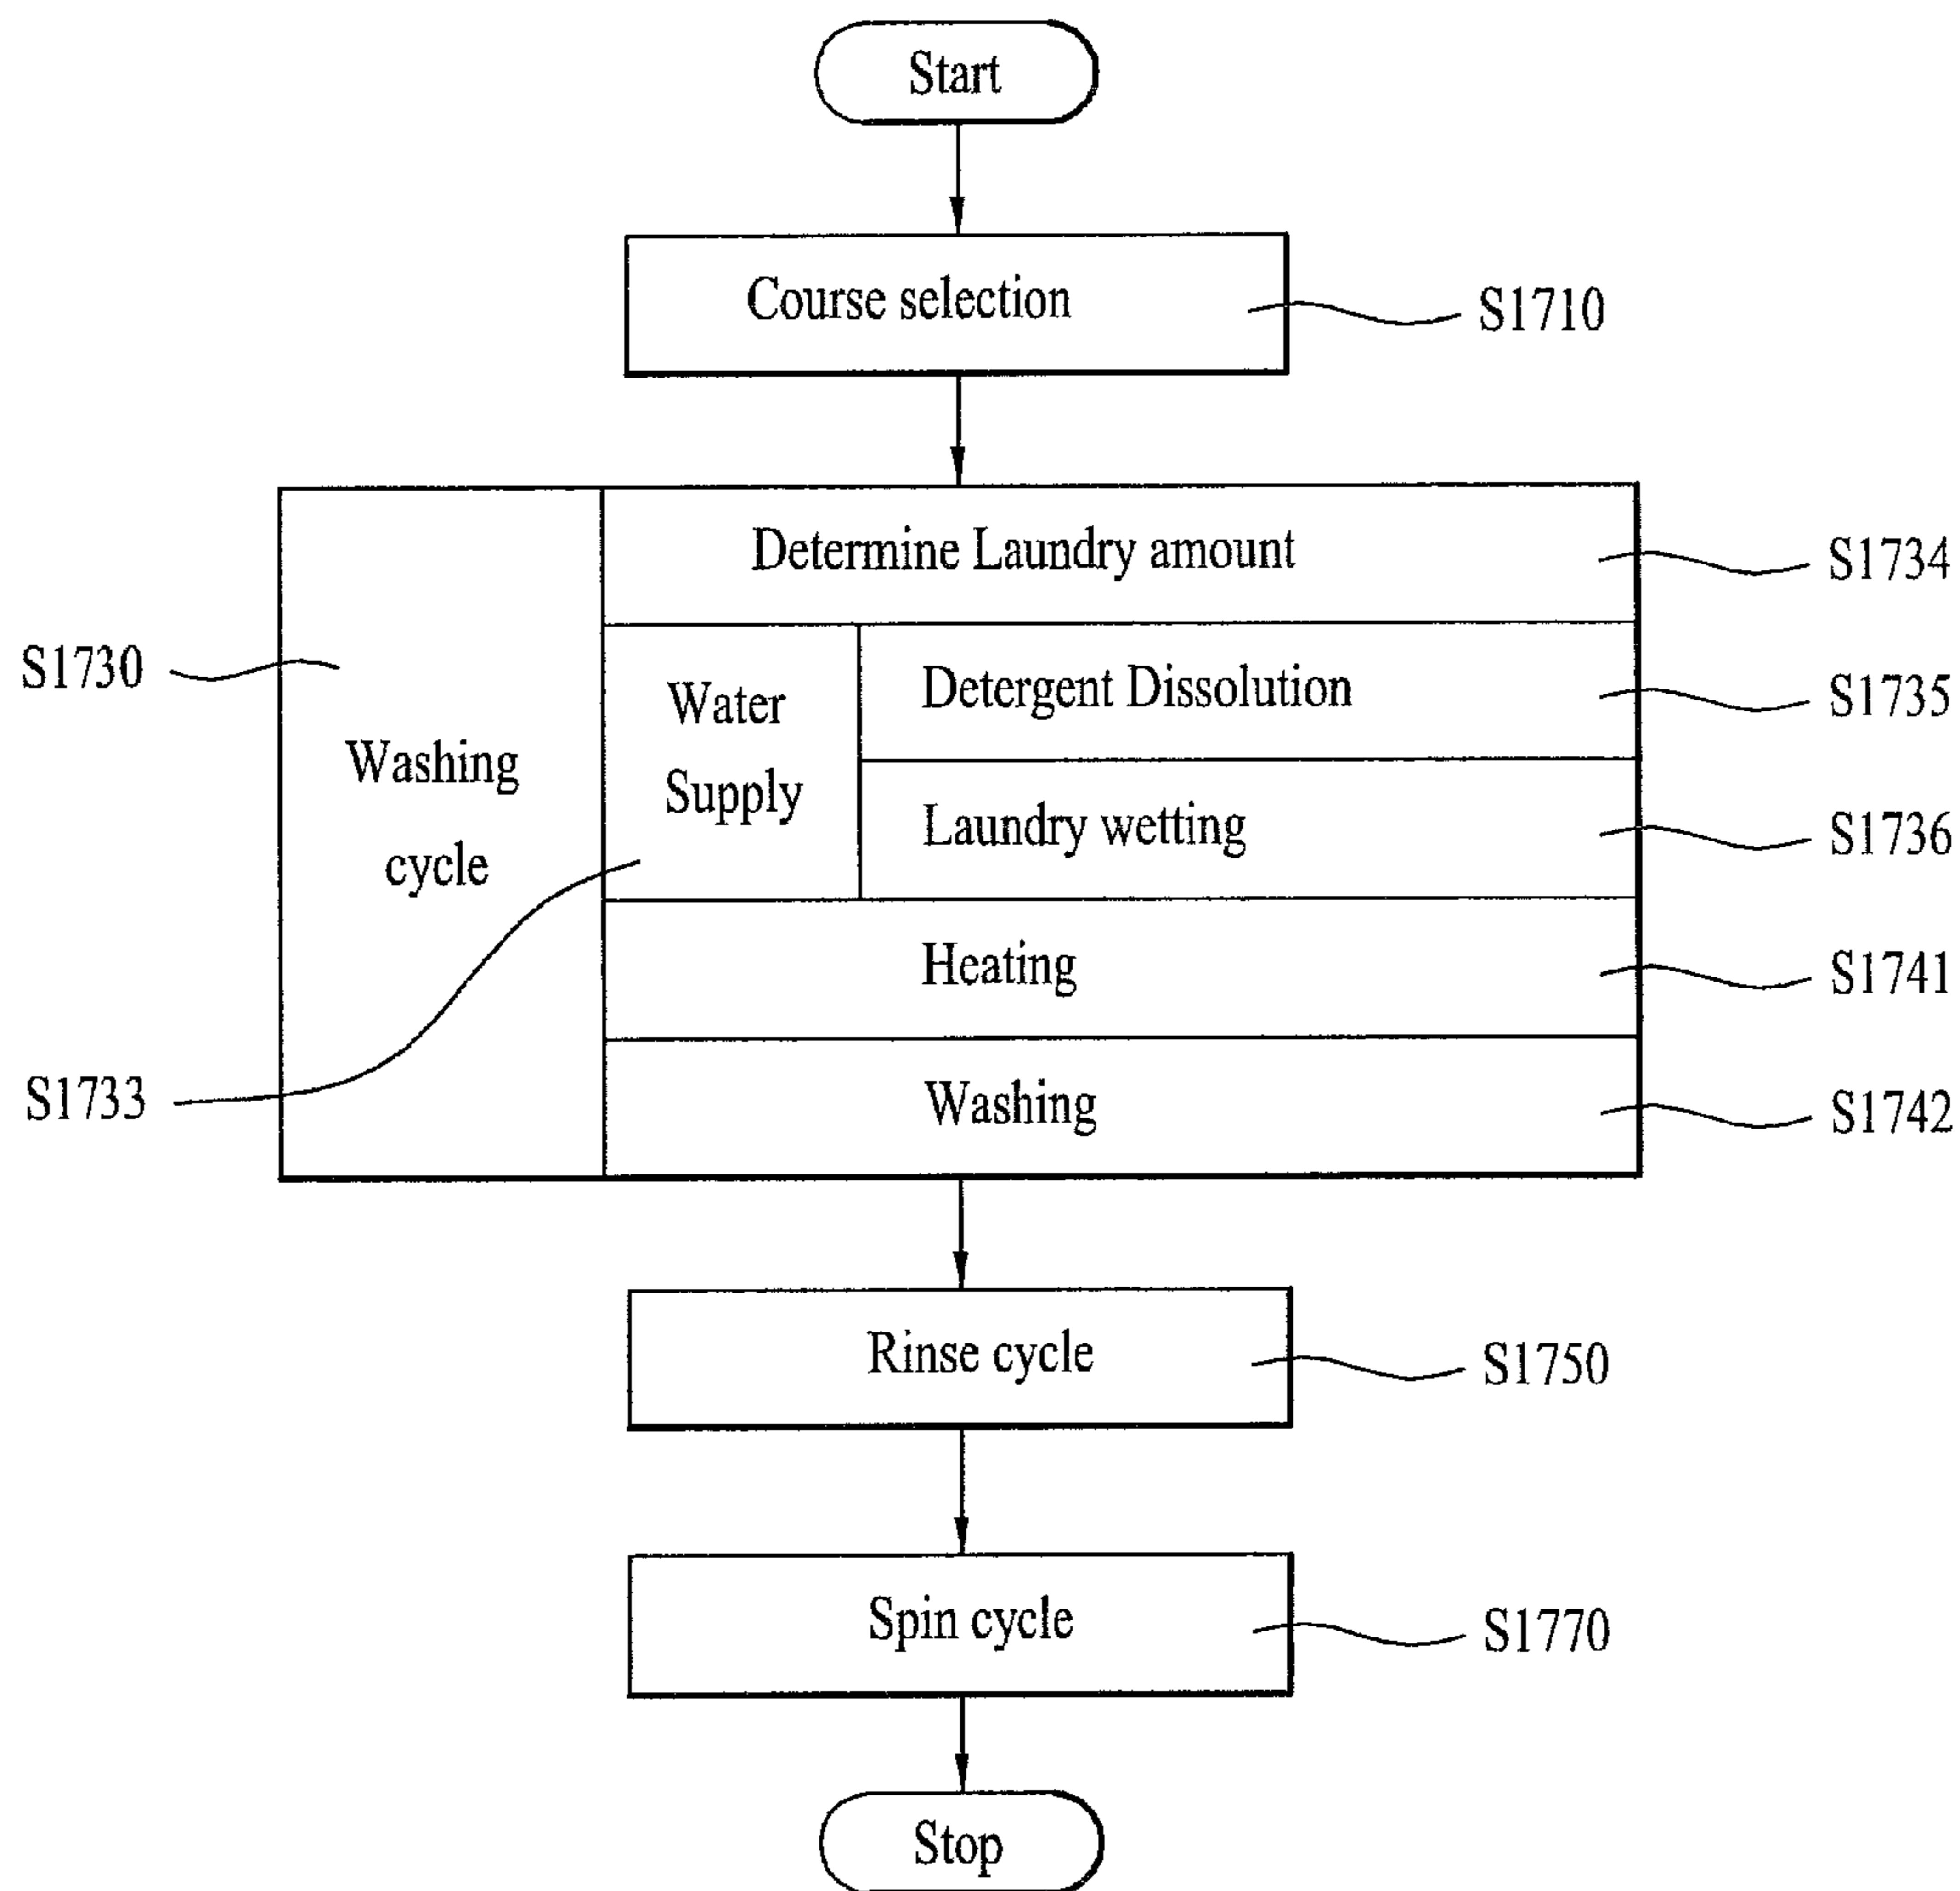 Start
Course selection
S1710
Determine Laundry amount
S1734
S1730
Washing
cycle
Water
Supply
S1733
Detergent Dissolution
S1735
Laundry wetting
S1736
Heating
S1741
Washing
S1742
Rinse cycle
S1750
Spin cycle
S1770
Stop